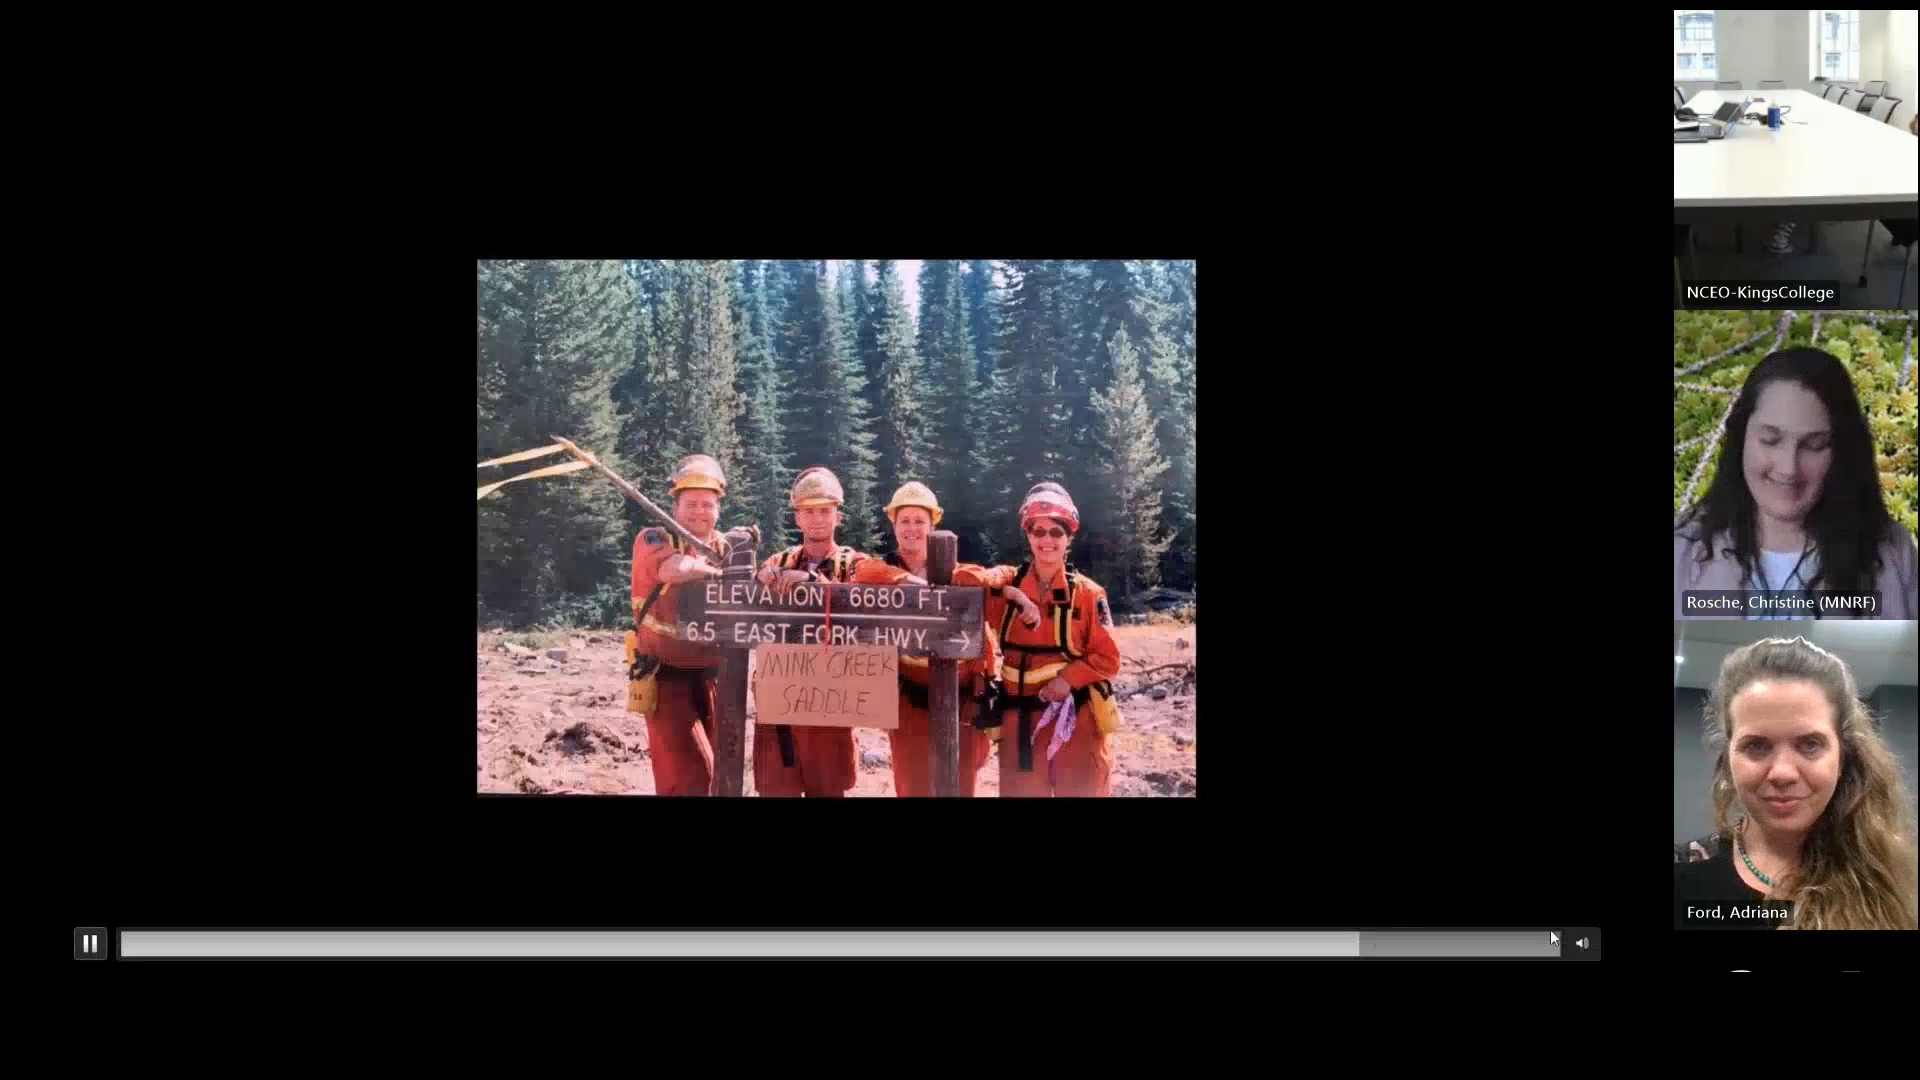 ELEVATION 6680 FT.
6.5 EAST FORK HWY →
MINK CREEK
SADDLE
NCEO-KingsCollege
Rosche, Christine (MNRF)
Ford, Adriana